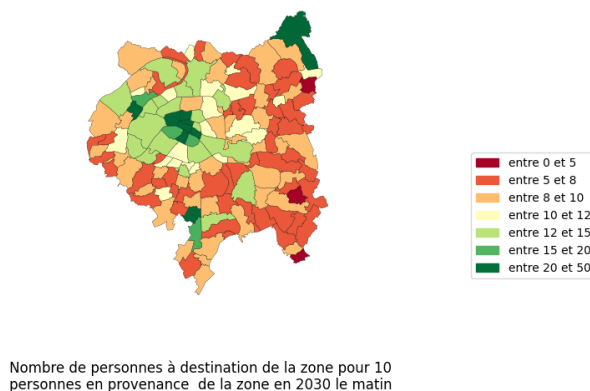 entre 0 et 5
entre 5 et 8
entre 8 et 10
entre 10 et 12
entre 12 et 15
entre 15 et 20
entre 20 et 50
Nombre de personnes à destination de la zone pour 10
personnes en provenance  de la zone en 2030 le matin